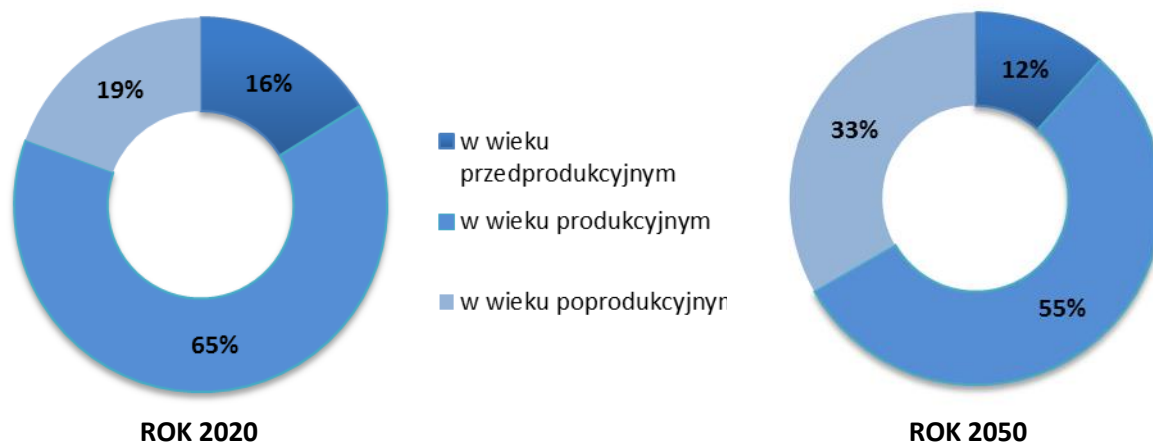 19%
16%
65%
ROK 2020
w wieku
przedprodukcyjnym
w wieku produkcyjnym
w wieku poprodukcyjnym
12%
33%
55%
ROK 2050